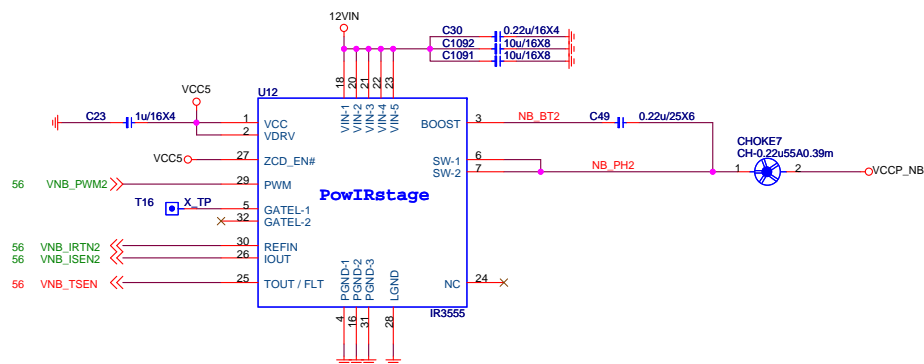 12VIN
C30 0.22u/16X4
C1092 10u/16X8
C1091 10u/16X8
18 20 21 22 23
U12
VIN-1 VIN-2 VIN-3 VIN-4 VIN-5
VCC5
C23 1u/16X4
1 VCC
2 VDRV
BOOST 3 NB_BT2 C49 0.22u/25X6
CHOKE7
CH-0.22u55A0.39m
VCC5 27 ZCD_EN#
SW-1 6
SW-2 7 NB_PH2 1 2 VCCP_NB
56 VNB_PWM2 29 PWM
PowIRstage
T16 X_TP 5 GATEL-1
32 GATEL-2
56 VNB_IRTN2 30 REFIN
56 VNB_ISEN2 26 IOUT
56 VNB_TSEN 25 TOUT / FLT
NC 24
PGND-1 PGND-2 PGND-3 LGND
IR3555
4 16 31 28